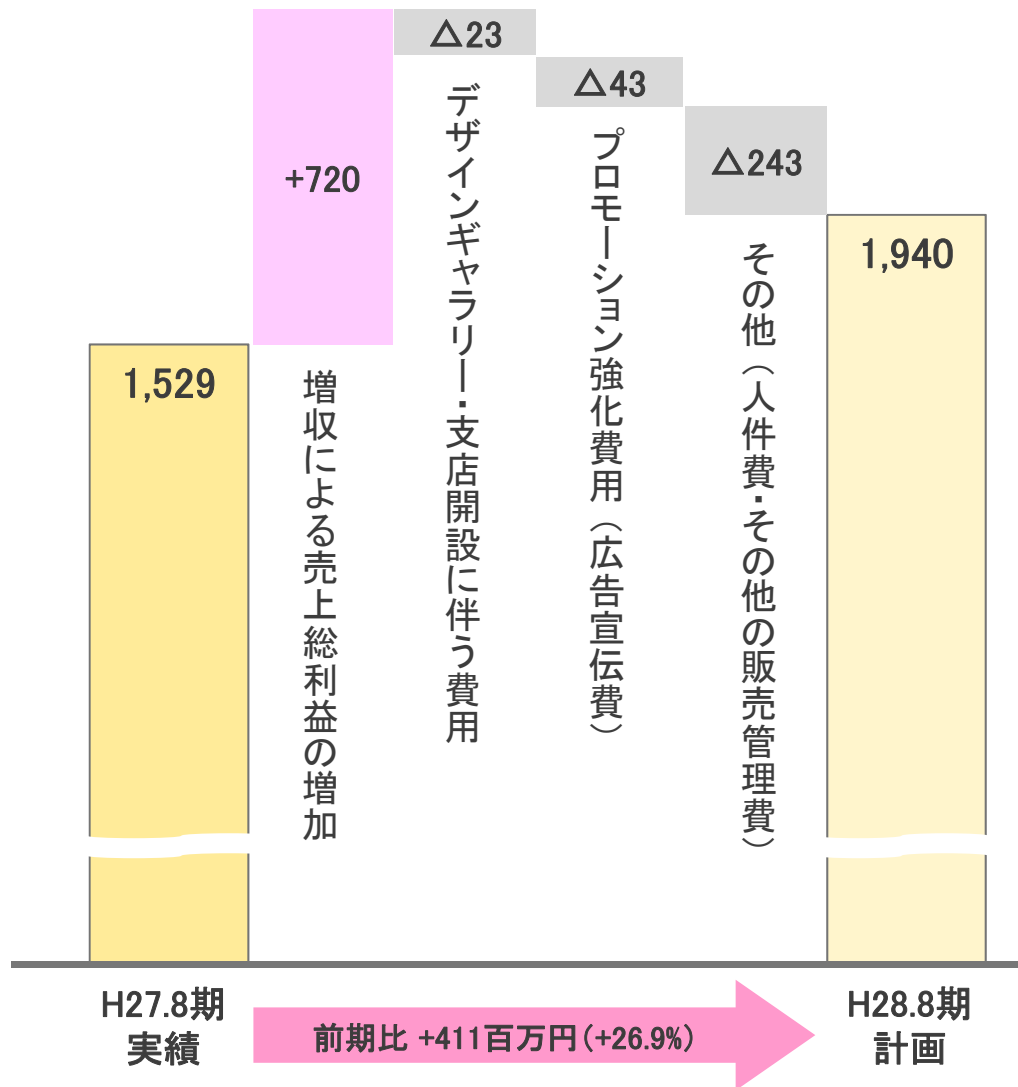 1,529
+720
増収による売上総利益の増加
△23
デザインギャラリー・支店開設に伴う費用
△43
プロモーション強化費用（広告宣伝費）
△243
その他（人件費・その他の販売管理費）
1,940
H27.8期
実績
前期比 +411百万円(+26.9%)
H28.8期
計画